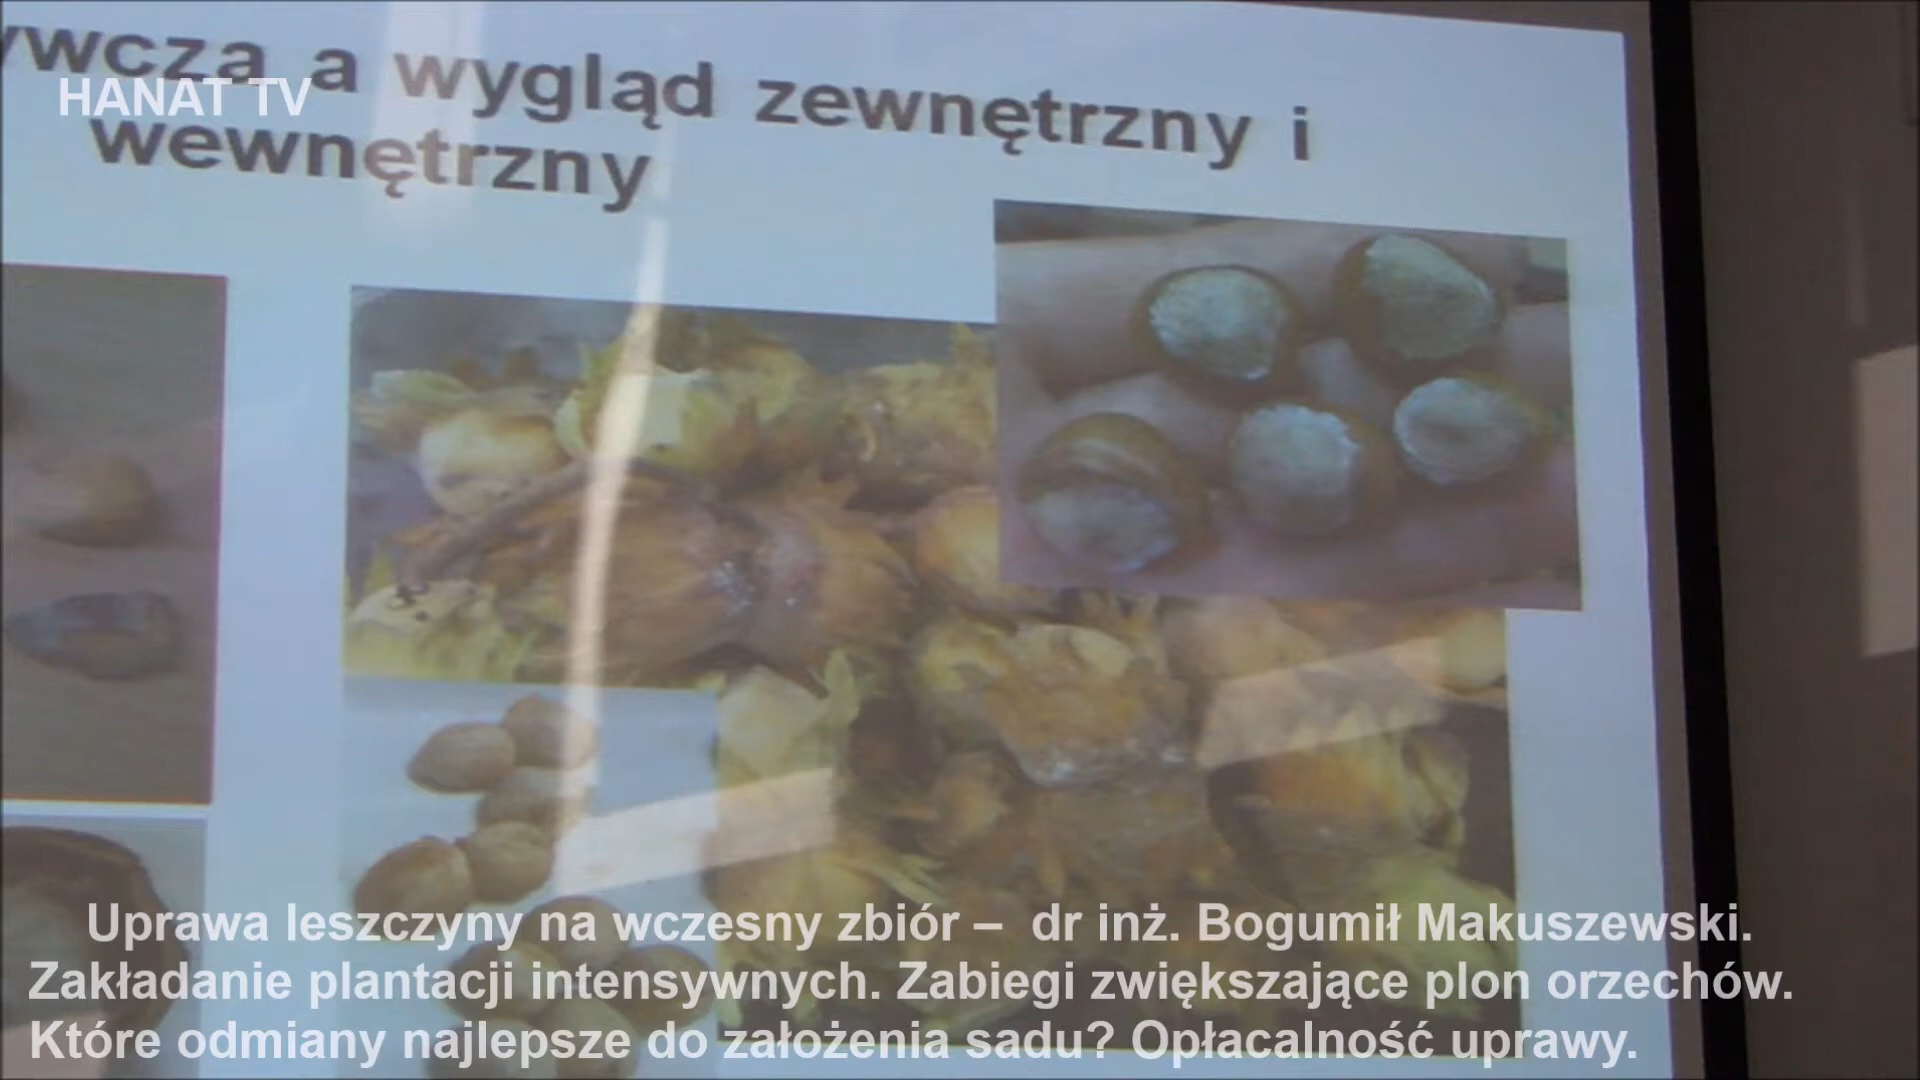 a wygląd zewnętrzny i
HANAT TV
wewnętrzny
Uprawa leszczyny na wczesny zbiór – dr inż. Bogumił Makuszewski.
Zakładanie plantacji intensywnych. Zabiegi zwiększające plon orzechów.
Które odmiany najlepsze do założenia sadu? Opłacalność uprawy.